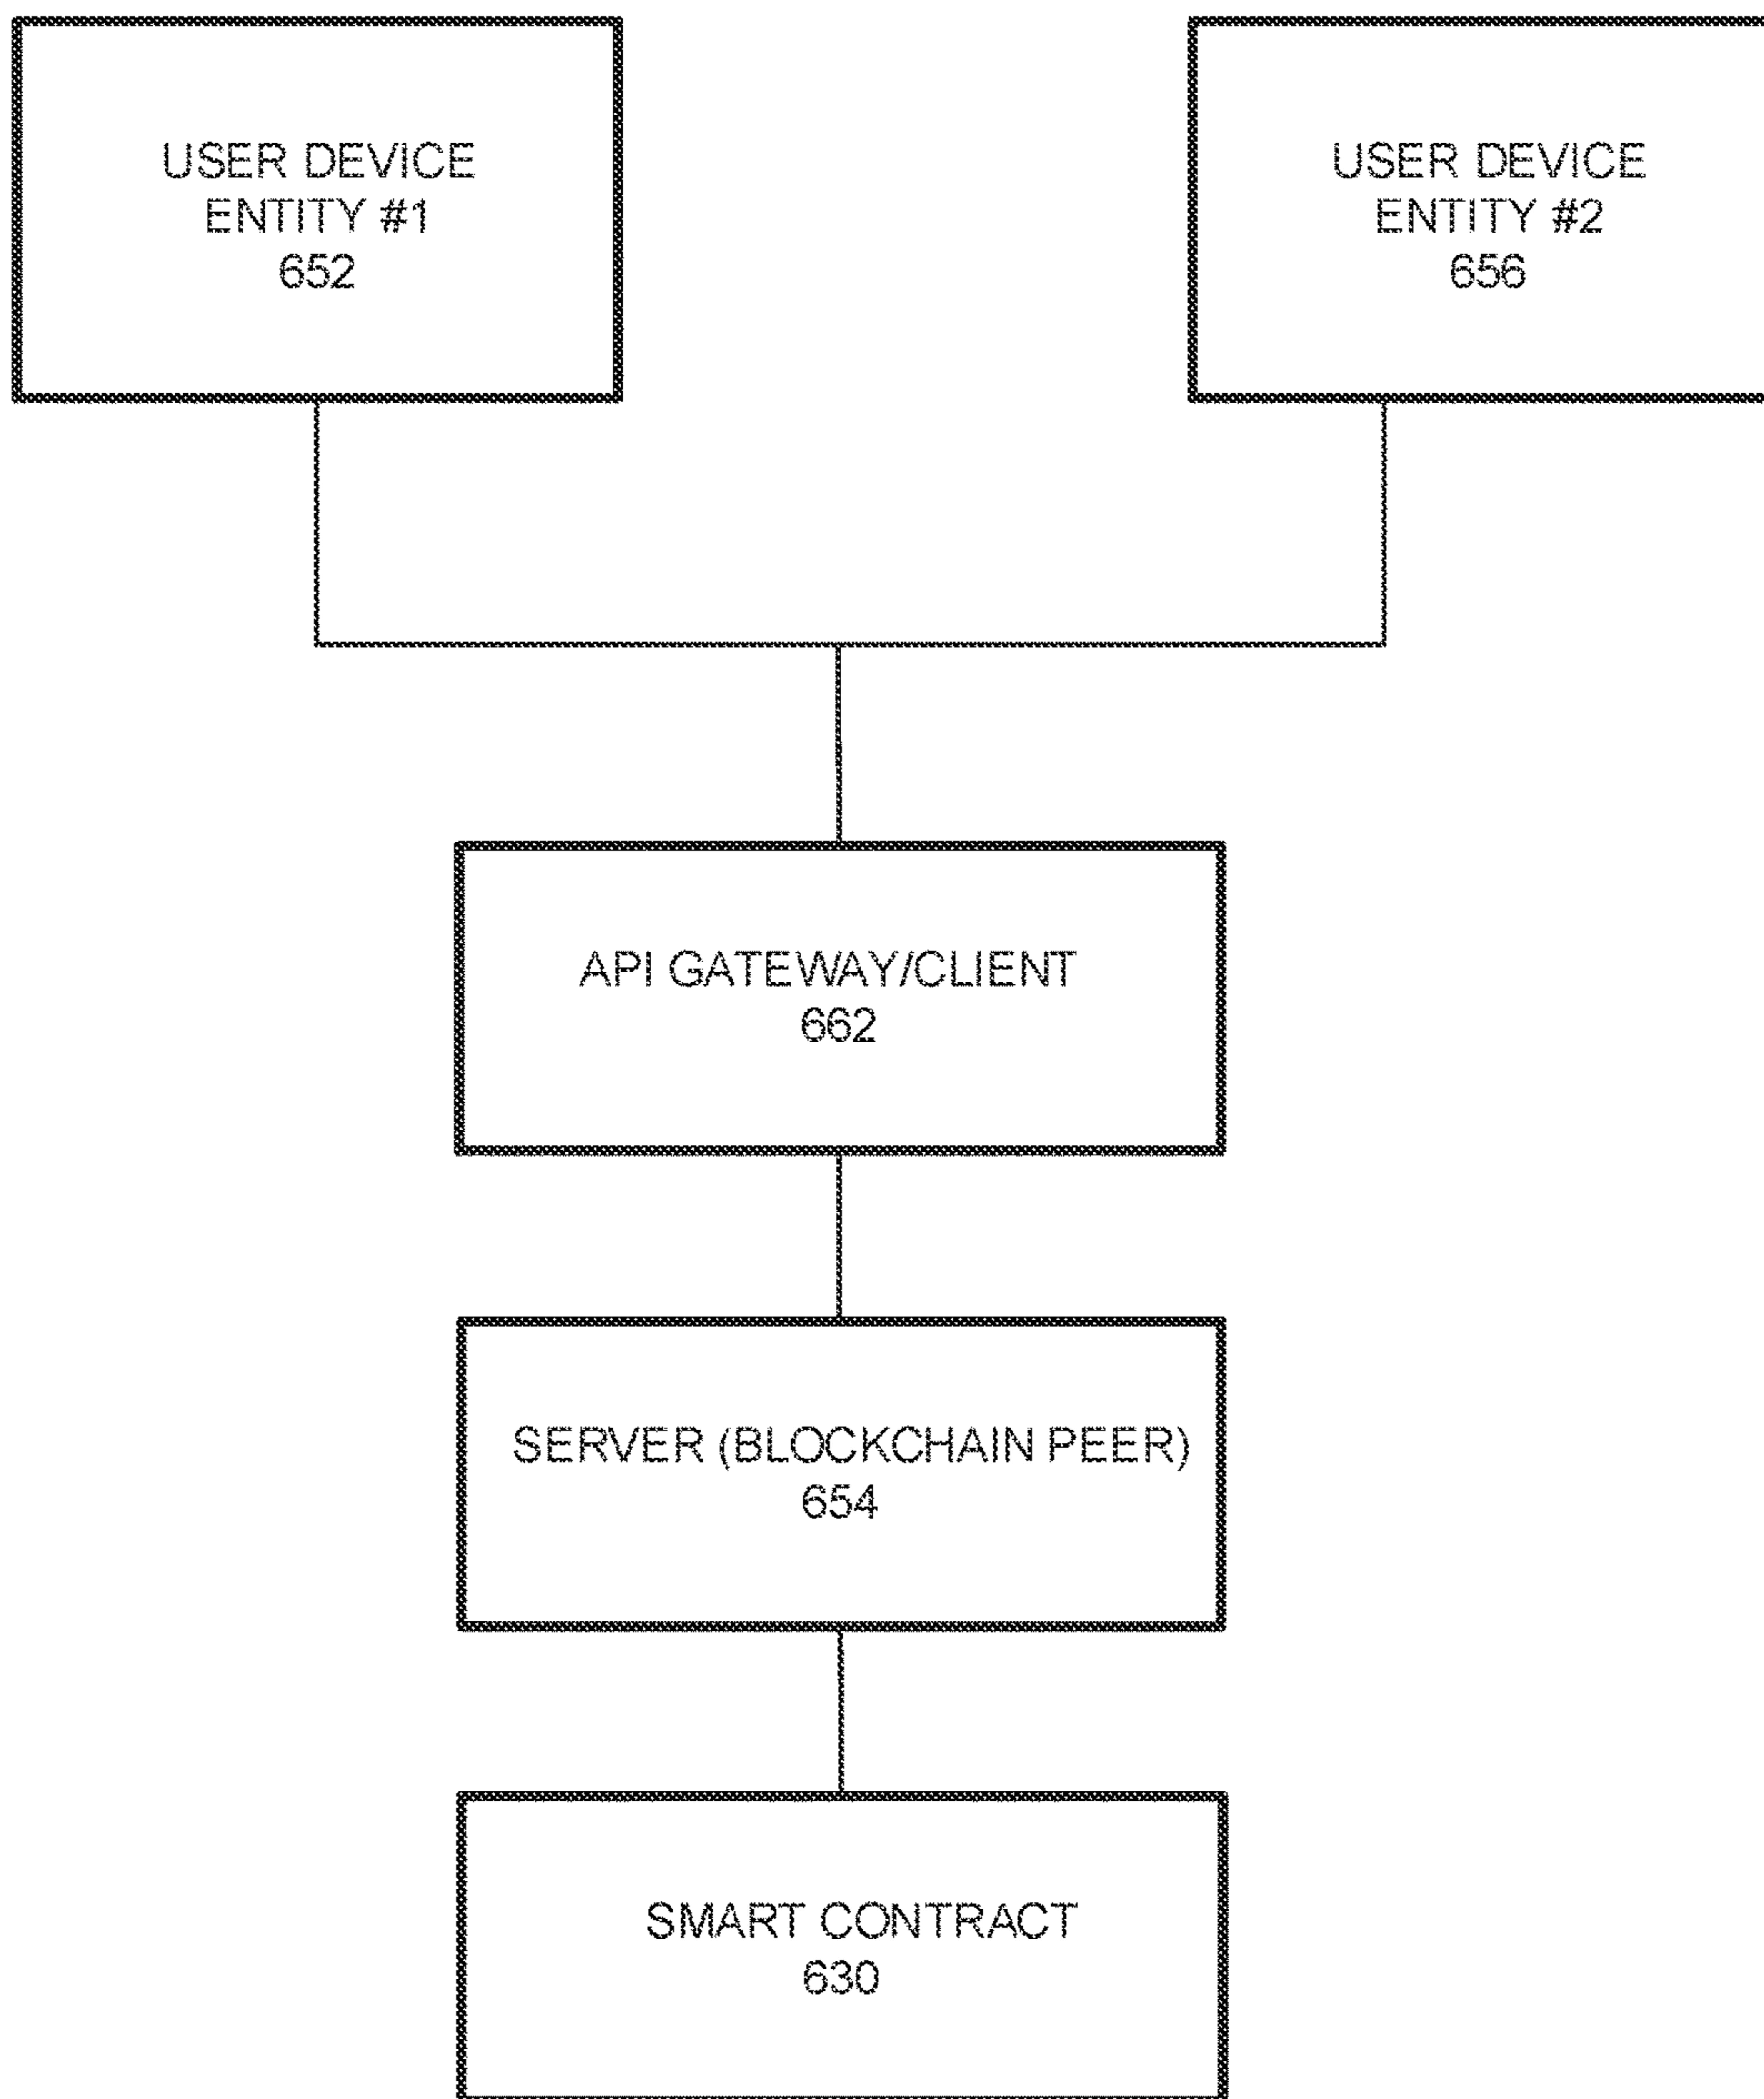 USER DEVICE
ENTITY #1
652
USER DEVICE
ENTITY #2
656
API GATEWAY/CLIENT
662
SERVER (BLOCKCHAIN PEER)
654
SMART CONTRACT
630